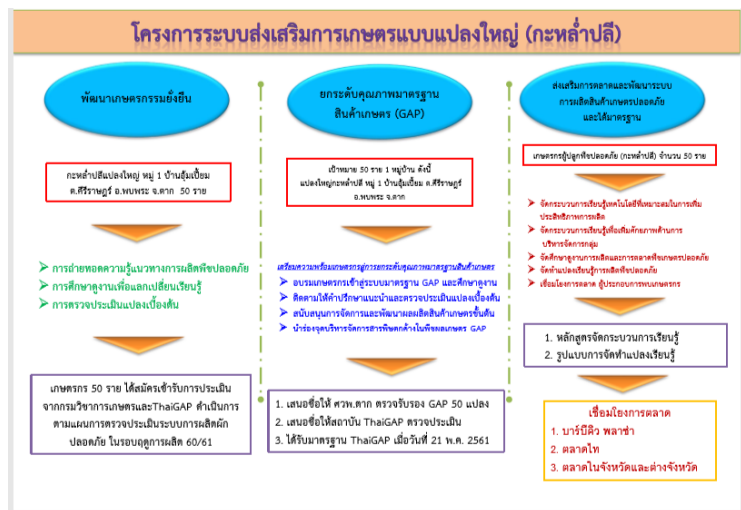 โครงการระบบส่งเสริมการเกษตรแบบแปลงใหญ่ (กะหล่ำปลี)
พัฒนาเกษตรกรรมยั่งยืน
กะหล่ำปลีแปลงใหญ่ หมู่ 1 บ้านอุ้มเปี้ยม
ต.คีรีราษฎร์ อ.พบพระ จ.ตาก 50 ราย
➢ การถ่ายทอดความรู้แนวทางการผลิตพืชปลอดภัย
➢ การศึกษาดูงานเพื่อแลกเปลี่ยนเรียนรู้
➢ การตรวจประเมินแปลงเบื้องต้น
เกษตรกร 50 ราย ได้สมัครเข้ารับการประเมิน
จากกรมวิชาการเกษตรและThaiGAP ดำเนินการ
ตามแผนการตรวจประเมินระบบการผลิตผัก
ปลอดภัย ในรอบฤดูการผลิต 60/61
ยกระดับคุณภาพมาตรฐาน
สินค้าเกษตร (GAP)
เป้าหมาย 50 ราย 1 หมู่บ้าน ดังนี้
แปลงใหญ่กะหล่ำปลี หมู่ 1 บ้านอุ้มเปี้ยม ต.คีรีราษฎร์
อ.พบพระ จ.ตาก
เตรียมความพร้อมเกษตรกรสู่การยกระดับคุณภาพมาตรฐานสินค้าเกษตร
➢ อบรมเกษตรกรเข้าสู่ระบบมาตรฐาน GAP และศึกษาดูงาน
➢ ติดตามให้คำปรึกษาแนะนำและตรวจประเมินแปลงเบื้องต้น
➢ สนับสนุนการจัดการและพัฒนาผลผลิตสินค้าเกษตรขั้นต้น
➢ นำร่องจุดบริหารจัดการสารพิษตกค้างในพืชผลเกษตร GAP
1. เสนอชื่อให้ ศวพ.ตาก ตรวจรับรอง GAP 50 แปลง
2. เสนอชื่อให้สถาบัน ThaiGAP ตรวจประเมิน
3. ได้รับมาตรฐาน ThaiGAP เมื่อวันที่ 21 พ.ค. 2561
ส่งเสริมการตลาดและพัฒนาระบบ
การผลิตสินค้าเกษตรปลอดภัย
และได้มาตรฐาน
เกษตรกรผู้ปลูกพืชปลอดภัย (กะหล่ำปลี) จำนวน 50 ราย
➢ จัดกระบวนการเรียนรู้เทคโนโลยีที่เหมาะสมในการเพิ่ม
ประสิทธิภาพการผลิต
➢ จัดกระบวนการเรียนรู้เพื่อเพิ่มศักยภาพด้านการ
บริหารจัดการกลุ่ม
➢ จัดศึกษาดูงานการผลิตและการตลาดพืชเกษตรปลอดภัย
➢ จัดทำแปลงเรียนรู้การผลิตพืชปลอดภัย
➢ เชื่อมโยงการตลาด ผู้ประกอบการพบเกษตรกร
1. หลักสูตรจัดกระบวนการเรียนรู้
2. รูปแบบการจัดทำแปลงเรียนรู้
เชื่อมโยงการตลาด
1. บาร์บีคิว พลาซ่า
2. ตลาดไท
3. ตลาดในจังหวัดและต่างจังหวัด